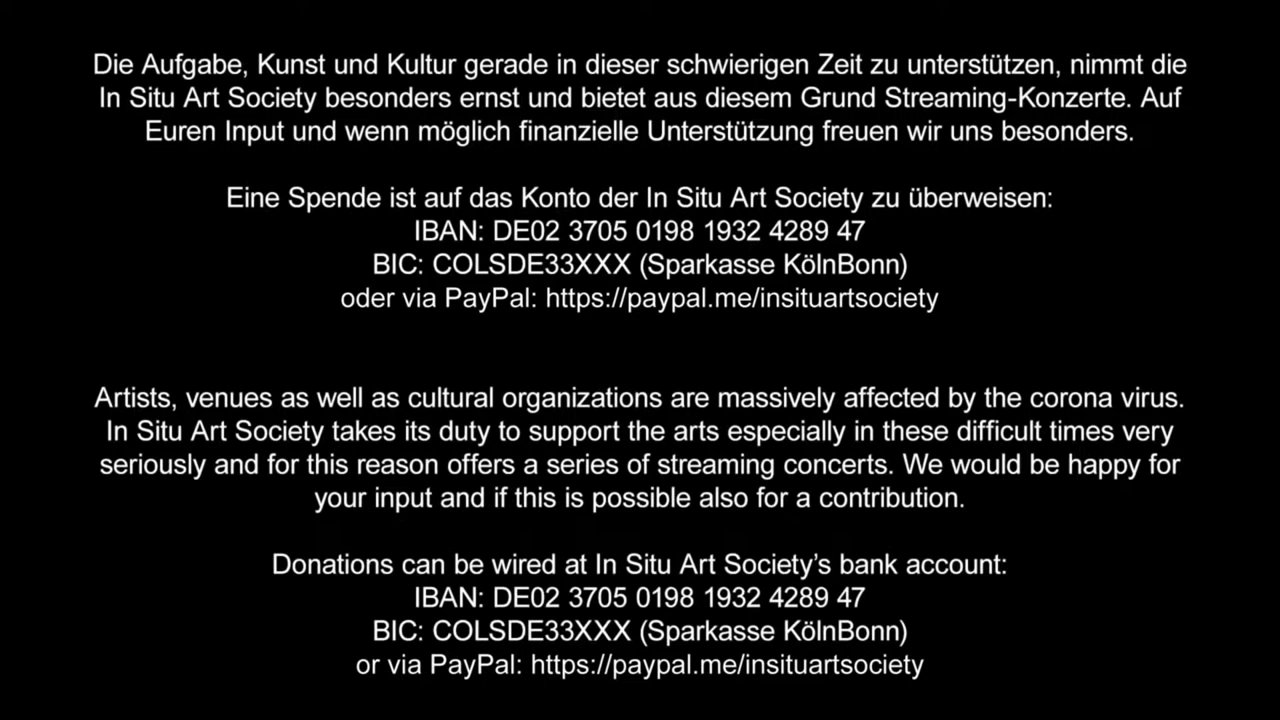 Die Aufgabe, Kunst und Kultur gerade in dieser schwierigen Zeit zu unterstützen, nimmt die
In Situ Art Society besonders ernst und bietet aus diesem Grund Streaming-Konzerte. Auf
Euren Input und wenn möglich finanzielle Unterstützung freuen wir uns besonders.
Eine Spende ist auf das Konto der In Situ Art Society zu überweisen:
IBAN: DE02 3705 0198 1932 4289 47
BIC: COLSDE33XXX (Sparkasse KölnBonn)
oder via PayPal: https://paypal.me/insituartsociety
Artists, venues as well as cultural organizations are massively affected by the corona virus.
In Situ Art Society takes its duty to support the arts especially in these difficult times very
seriously and for this reason offers a series of streaming concerts. We would be happy for
your input and if this is possible also for a contribution.
Donations can be wired at In Situ Art Society’s bank account:
IBAN: DE02 3705 0198 1932 4289 47
BIC: COLSDE33XXX (Sparkasse KölnBonn)
or via PayPal: https://paypal.me/insituartsociety